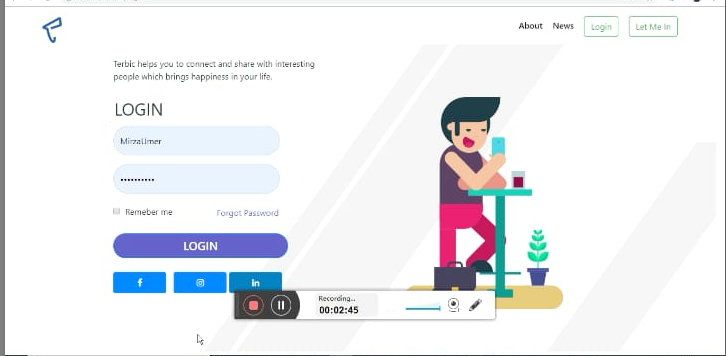 About News Login Let Me In
Terbic helps you to connect and share with interesting
people which brings happiness in your life.
LOGIN
MirzaUmer
••••••••••
Remeber me Forgot Password
LOGIN
f in
Recording...
00:02:45